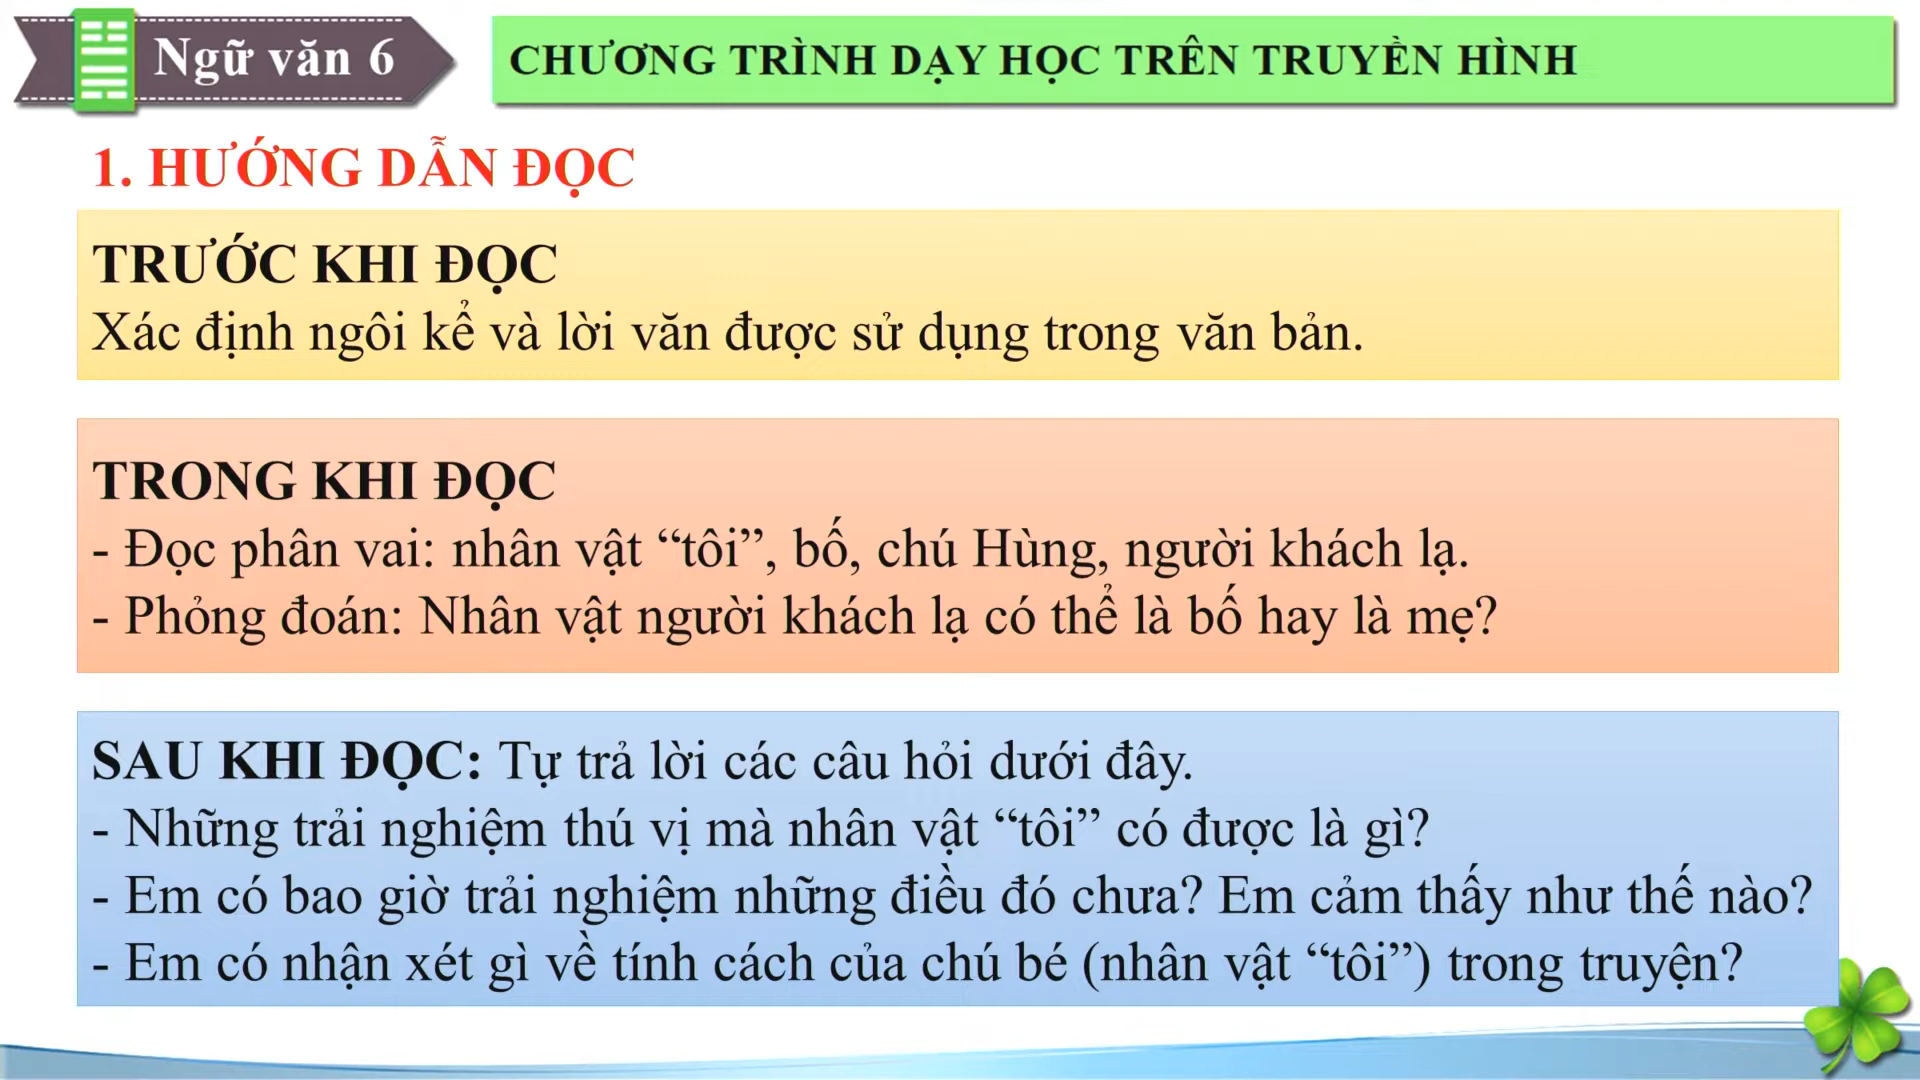 Ngữ văn 6
CHƯƠNG TRÌNH DẠY HỌC TRÊN TRUYỀN HÌNH
1. HƯỚNG DẪN ĐỌC
TRƯỚC KHI ĐỌC
Xác định ngôi kể và lời văn được sử dụng trong văn bản.
TRONG KHI ĐỌC
- Đọc phân vai: nhân vật “tôi”, bố, chú Hùng, người khách lạ.
- Phỏng đoán: Nhân vật người khách lạ có thể là bố hay là mẹ?
SAU KHI ĐỌC: Tự trả lời các câu hỏi dưới đây.
- Những trải nghiệm thú vị mà nhân vật “tôi” có được là gì?
- Em có bao giờ trải nghiệm những điều đó chưa? Em cảm thấy như thế nào?
- Em có nhận xét gì về tính cách của chú bé (nhân vật “tôi”) trong truyện?